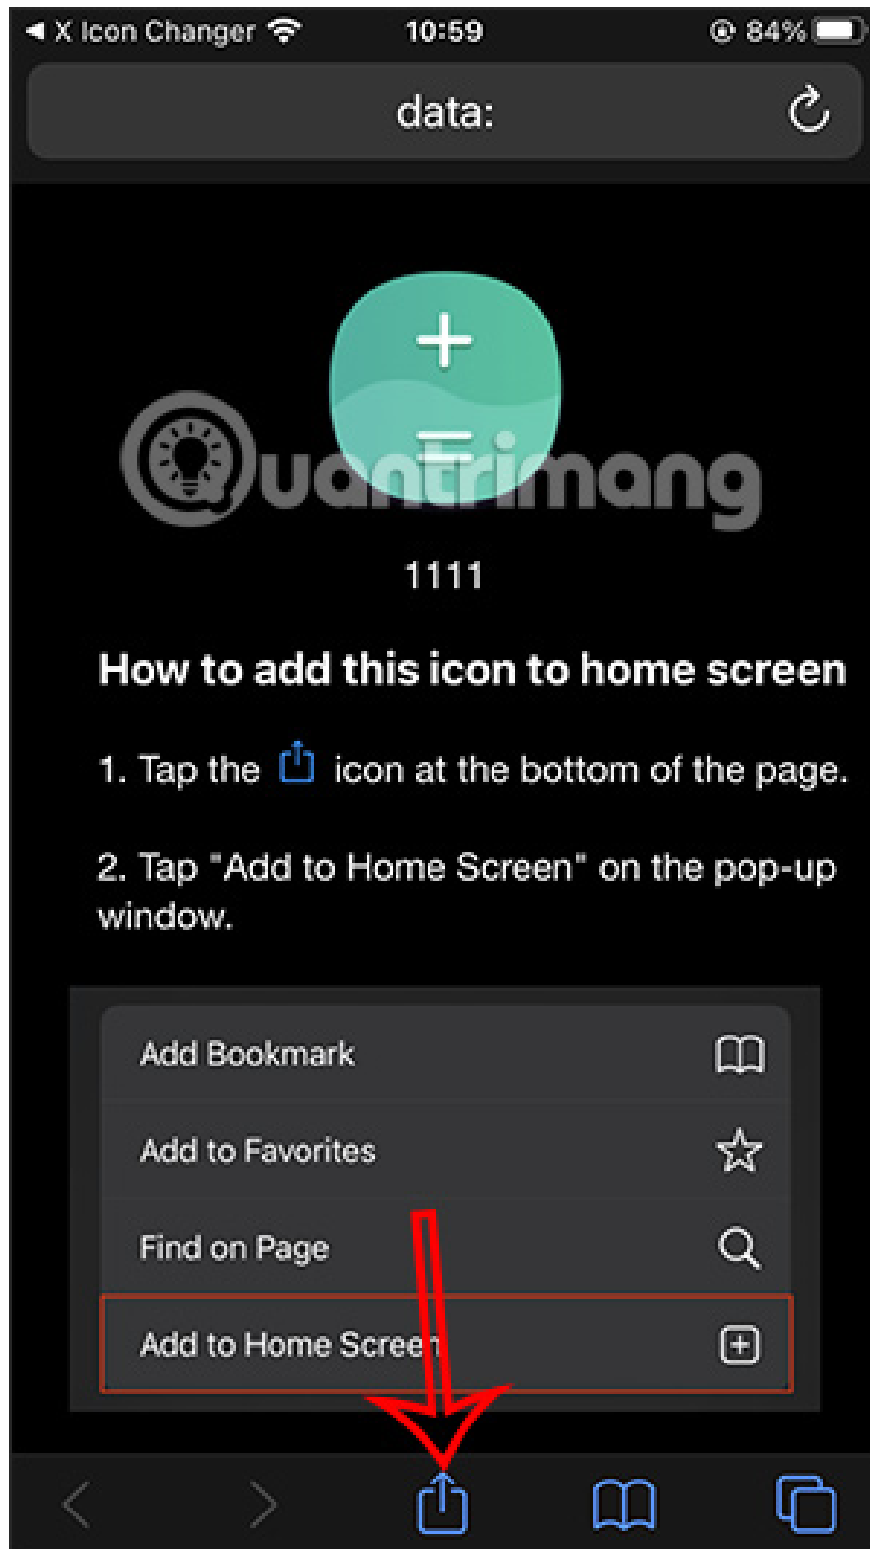 ◀ X Icon Changer 10:59 84%
data:
Quantrimang
1111
How to add this icon to home screen
1. Tap the icon at the bottom of the page.
2. Tap "Add to Home Screen" on the pop-up
window.
Add Bookmark
Add to Favorites
Find on Page
Add to Home Screen